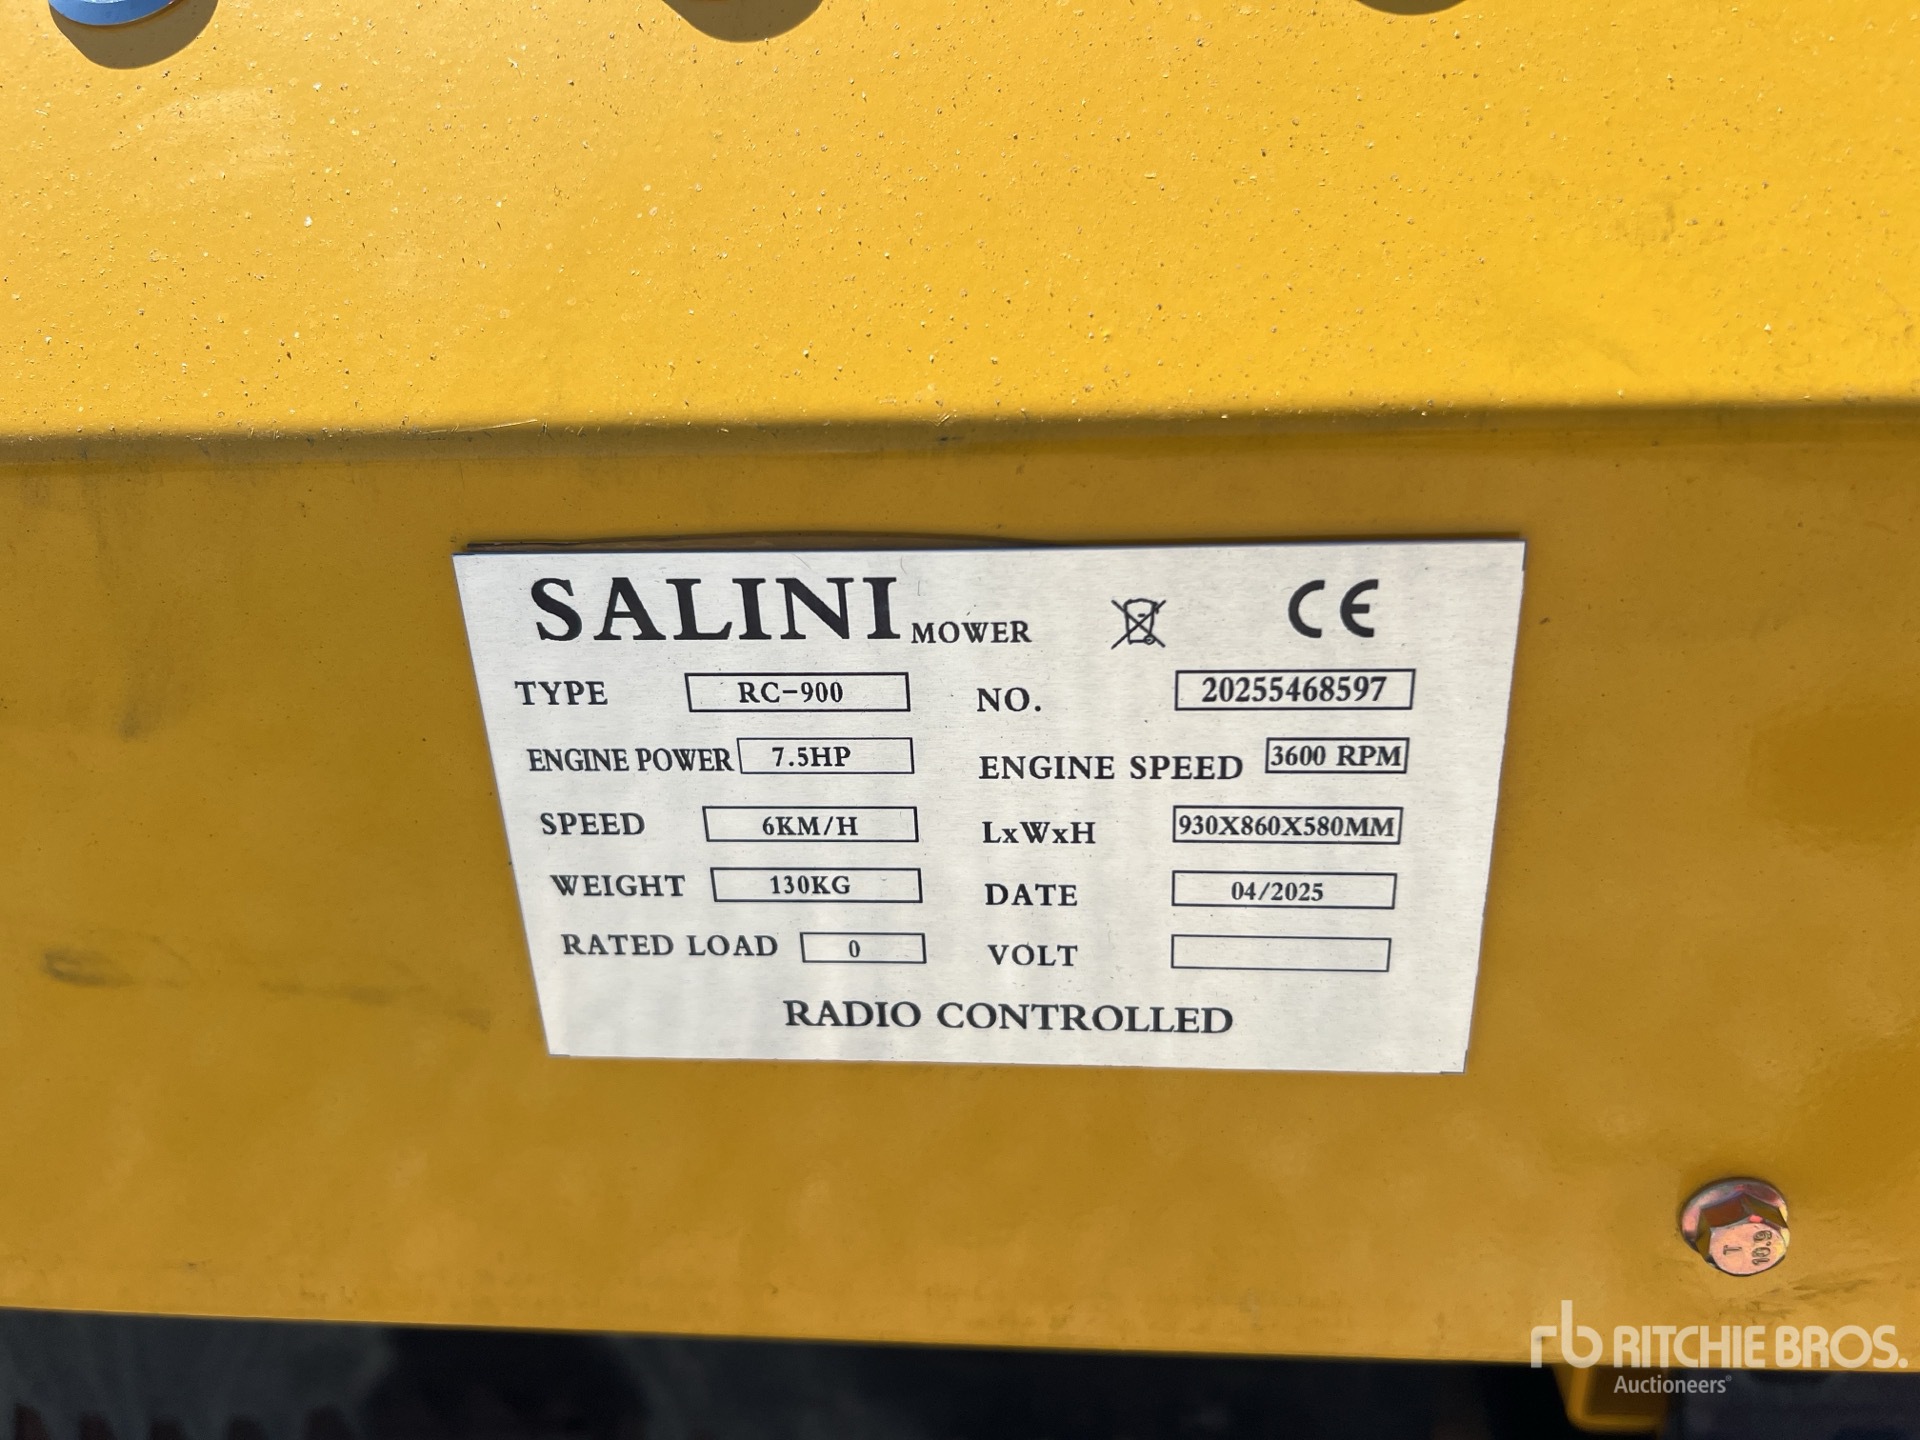 SALINI MOWER CE
TYPE RC-900 NO. 20255468597
ENGINE POWER 7.5HP ENGINE SPEED 3600 RPM
SPEED 6KM/H LxWxH 930X860X580MM
WEIGHT 130KG DATE 04/2025
RATED LOAD 0 VOLT
RADIO CONTROLLED
T 10.9
rb RITCHIE BROS.
Auctioneers